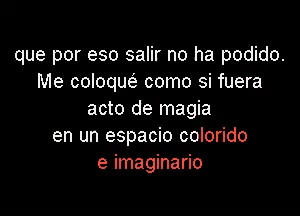 que por eso salir no ha podido.
Me coloqué como si fuera
acto de magia
en un espacio colorido
e imaginario